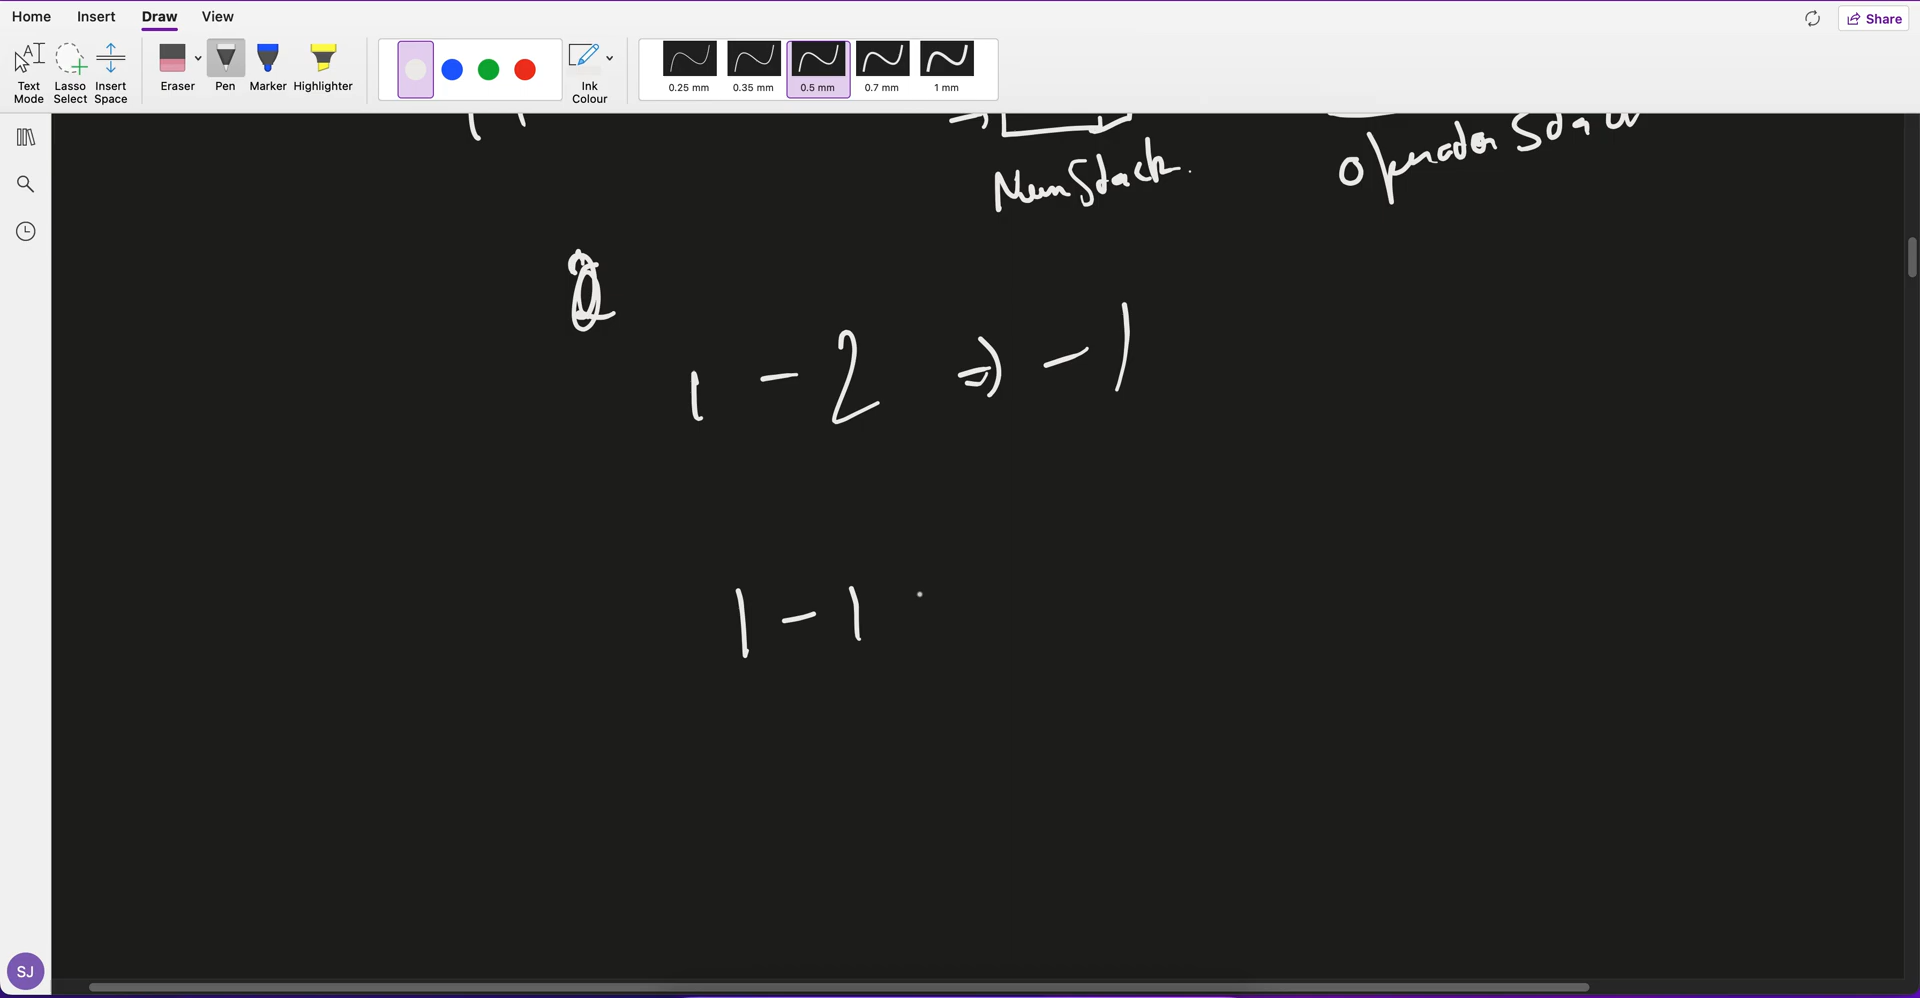 Home Insert Draw View Share
Text Mode
Lasso Select
Insert Space
Eraser
Pen
Marker
Highlighter
Ink Colour
0.25 mm
0.35 mm
0.5 mm
0.7 mm
1 mm
NumStack.
Operator Stack
1 - 2 ⇒ - 1
1 - 1
SJ